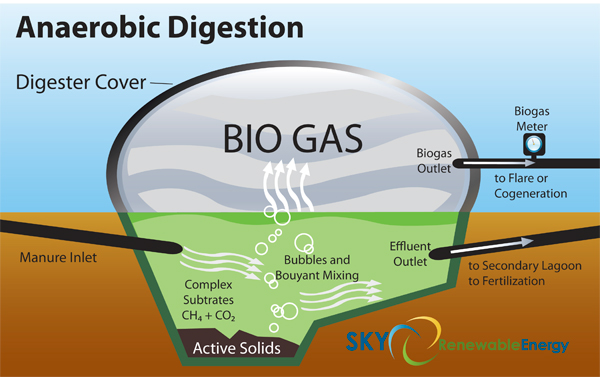 Anaerobic Digestion
Digester Cover
BIO GAS
Biogas
Meter
Biogas
Outlet
to Flare or
Cogeneration
Manure Inlet
Complex
Subtrates
CH₄ + CO₂
Bubbles and
Bouyant Mixing
Effluent
Outlet
to Secondary Lagoon
to Fertilization
Active Solids
SKY RenewableEnergy